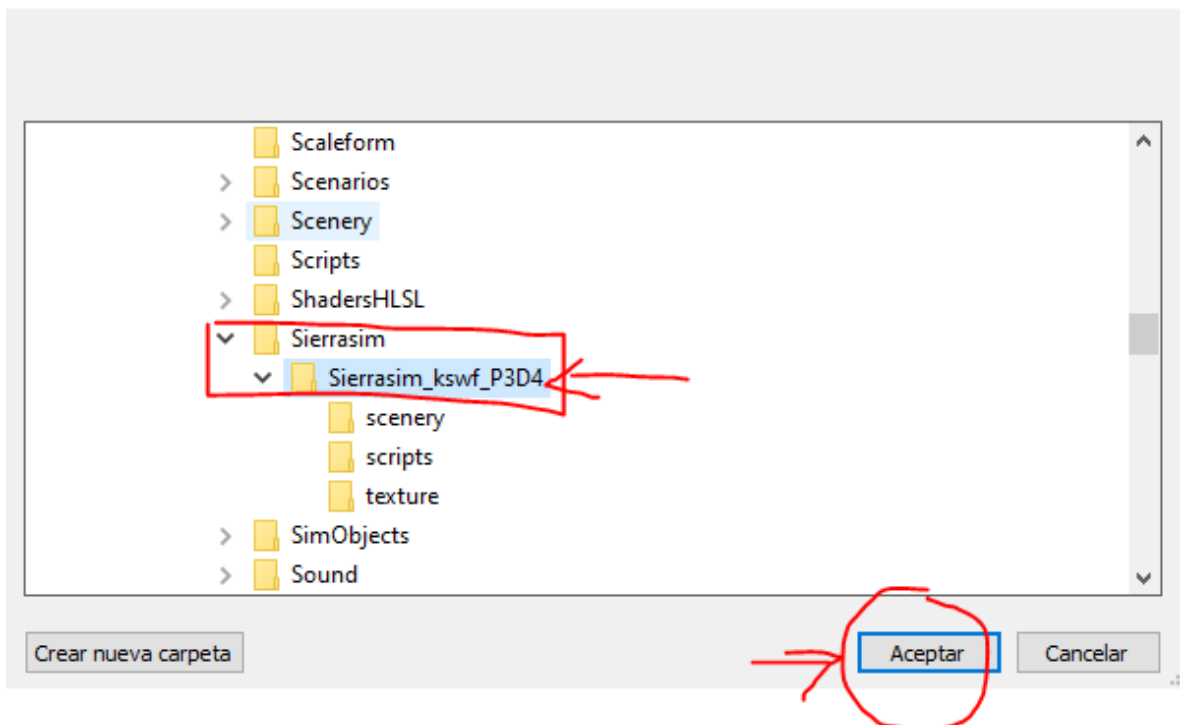 Scaleform
Scenarios
Scenery
Scripts
ShadersHLSL
Sierrasim
Sierrasim_kswf_P3D4
scenery
scripts
texture
SimObjects
Sound
Crear nueva carpeta
Aceptar
Cancelar